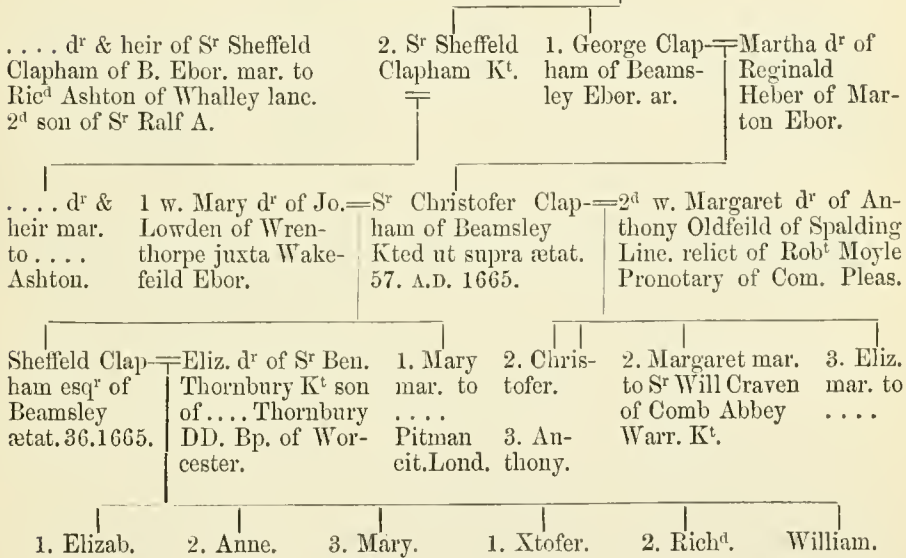 . . . . dʳ & heir of Sʳ Sheffeld
Clapham of B. Ebor. mar. to
Ricᵈ Ashton of Whalley lanc.
2ᵈ son of Sʳ Ralf A.
2. Sʳ Sheffeld
Clapham Kᵗ.
1. George Clap-
ham of Beams-
ley Ebor. ar.
Martha dʳ of
Reginald
Heber of Mar-
ton Ebor.
. . . . dʳ &
heir mar.
to . . . .
Ashton.
1 w. Mary dʳ of Jo.
Lowden of Wren-
thorpe juxta Wake-
feild Ebor.
Sʳ Christofer Clap-
ham of Beamsley
Kted ut supra ætat.
57. A.D. 1665.
2ᵈ w. Margaret dʳ of An-
thony Oldfeild of Spalding
Linc. relict of Robᵗ Moyle
Pronotary of Com. Pleas.
Sheffeld Clap-
ham esqʳ of
Beamsley
ætat. 36. 1665.
Eliz. dʳ of Sʳ Ben.
Thornbury Kᵗ son
of . . . . Thornbury
DD. Bp. of Wor-
cester.
1. Mary
mar. to
. . . .
Pitman
cit. Lond.
2. Chris-
tofer.
3. An-
thony.
2. Margaret mar.
to Sʳ Will Craven
of Comb Abbey
Warr. Kᵗ.
3. Eliz.
mar. to
. . . .
1. Elizab.
2. Anne.
3. Mary.
1. Xtofer.
2. Richᵈ.
William.